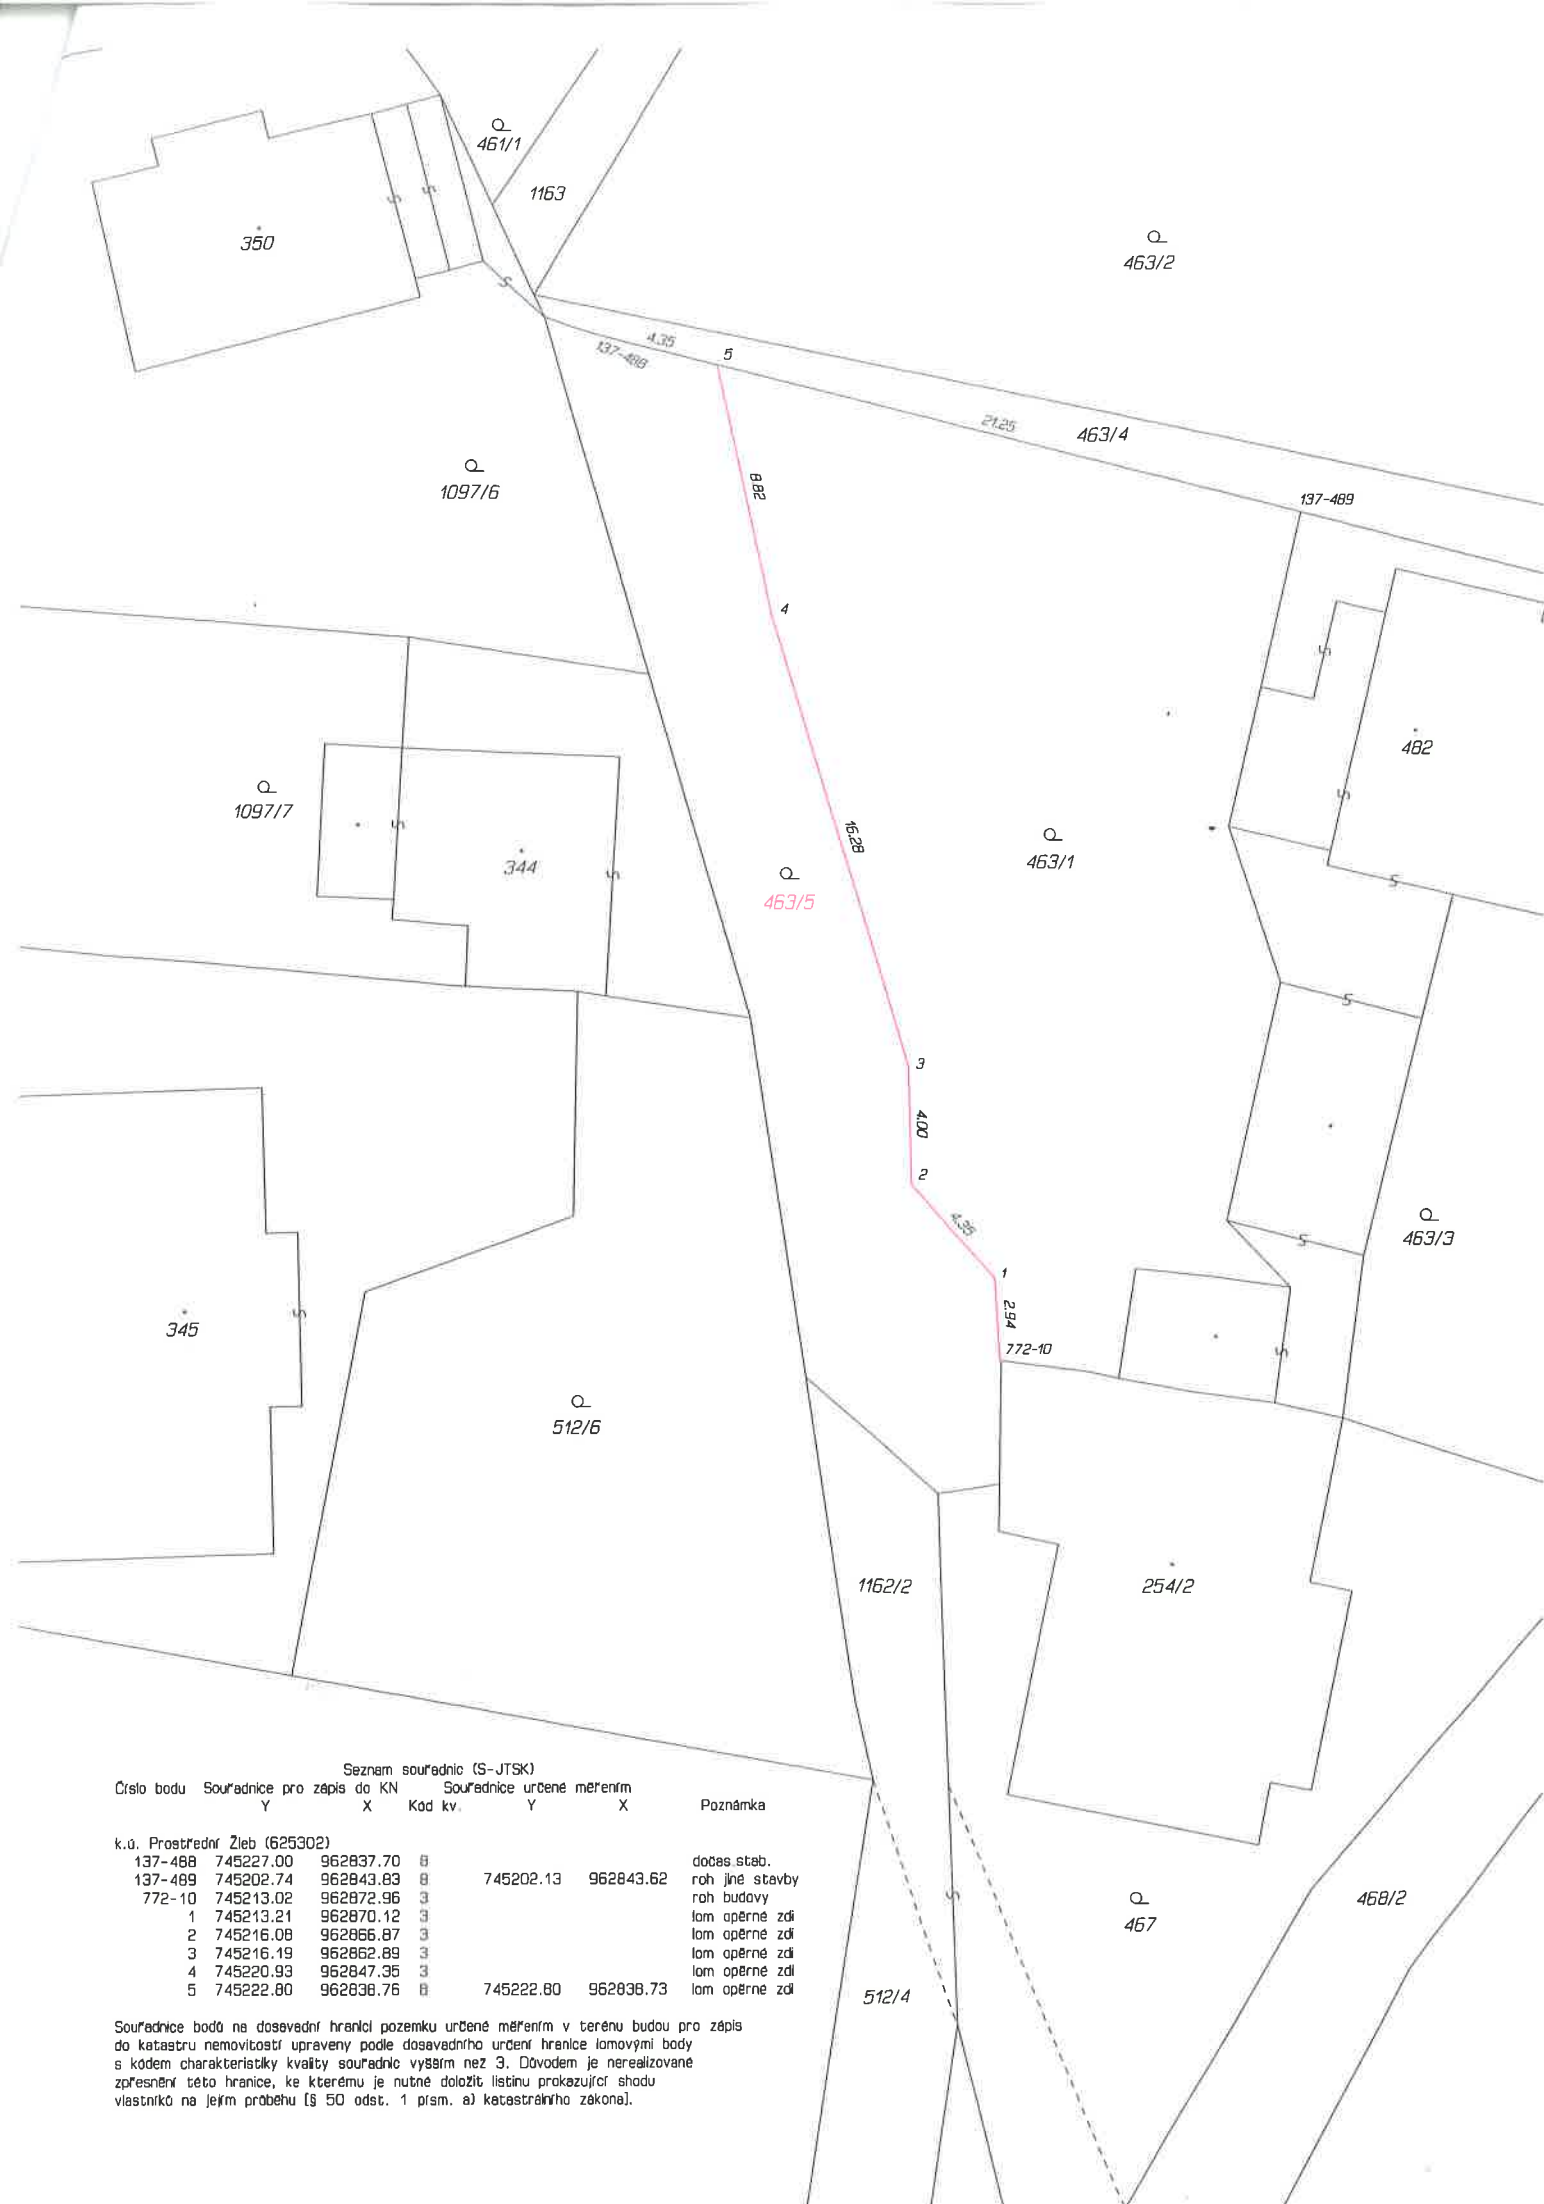 461/1
1163
350
463/2
4.35
137-488
5
21.25
463/4
1097/6
8.82
137-489
4
482
1097/7
344
16.28
463/1
463/5
3
4.00
2
4.35
463/3
1
2.94
772-10
345
512/6
1162/2
254/2
Seznam souřadnic (S-JTSK)
Číslo bodu Souřadnice pro zápis do KN Souřadnice určené měřením
Y X Kód kv. Y X Poznámka
k.ú. Prostřední Žleb (625302)
137-488 745227.00 962837.70 8 dočas.stab.
137-489 745202.74 962843.83 8 745202.13 962843.62 roh jiné stavby
772-10 745213.02 962872.96 3 roh budovy
1 745213.21 962870.12 3 lom opěrné zdi
2 745216.08 962866.87 3 lom opěrné zdi
3 745216.19 962862.89 3 lom opěrné zdi
4 745220.93 962847.35 3 lom opěrné zdi
5 745222.80 962838.76 8 745222.80 962838.73 lom opěrné zdi
467
468/2
512/4
Souřadnice bodů na dosavadní hranici pozemku určené měřením v terénu budou pro zápis
do katastru nemovitostí upraveny podle dosavadního určení hranice lomovými body
s kódem charakteristiky kvality souřadnic vyšším než 3. Důvodem je nerealizované
zpřesnění této hranice, ke kterému je nutné doložit listinu prokazující shodu
vlastníků na jejím průběhu [§ 50 odst. 1 písm. a) katastrálního zákona].